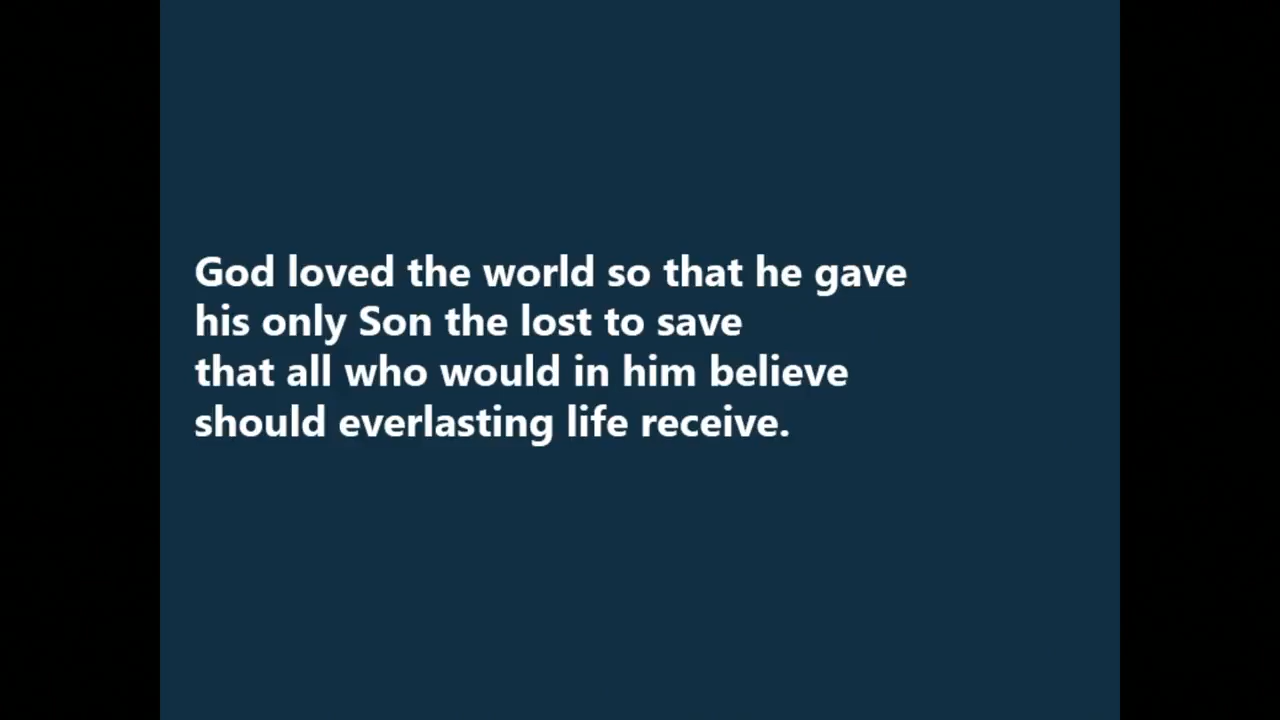 God loved the world so that he gave
his only Son the lost to save
that all who would in him believe
should everlasting life receive.